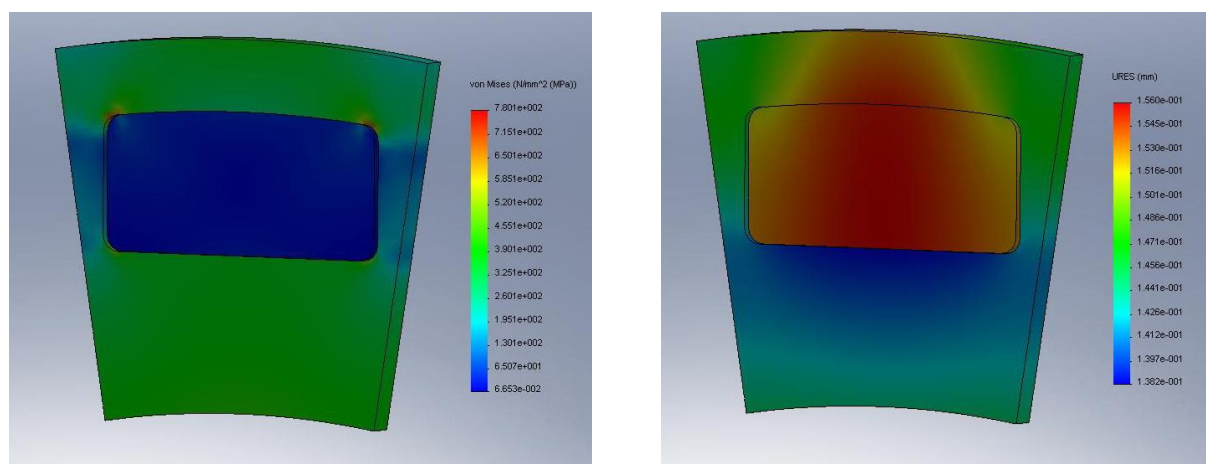 von Mises (N/mm^2 (MPa))
7.801e+002
7.151e+002
6.501e+002
5.851e+002
5.201e+002
4.551e+002
3.901e+002
3.251e+002
2.601e+002
1.951e+002
1.301e+002
6.507e+001
6.653e-002
URES (mm)
1.560e-001
1.545e-001
1.530e-001
1.516e-001
1.501e-001
1.486e-001
1.471e-001
1.456e-001
1.441e-001
1.426e-001
1.412e-001
1.397e-001
1.382e-001